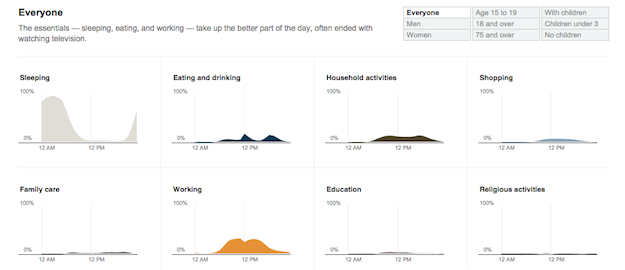 Everyone
The essentials — sleeping, eating, and working — take up the better part of the day, often ended with
watching television.
Everyone Age 15 to 19 With children
Men 18 and over Children under 3
Women 75 and over No children
Sleeping Eating and drinking Household activities Shopping
100% 100% 100% 100%
0% 0% 0% 0%
12 AM 12 PM 12 AM 12 PM 12 AM 12 PM 12 AM 12 PM
Family care Working Education Religious activities
100% 100% 100% 100%
0% 0% 0% 0%
12 AM 12 PM 12 AM 12 PM 12 AM 12 PM 12 AM 12 PM